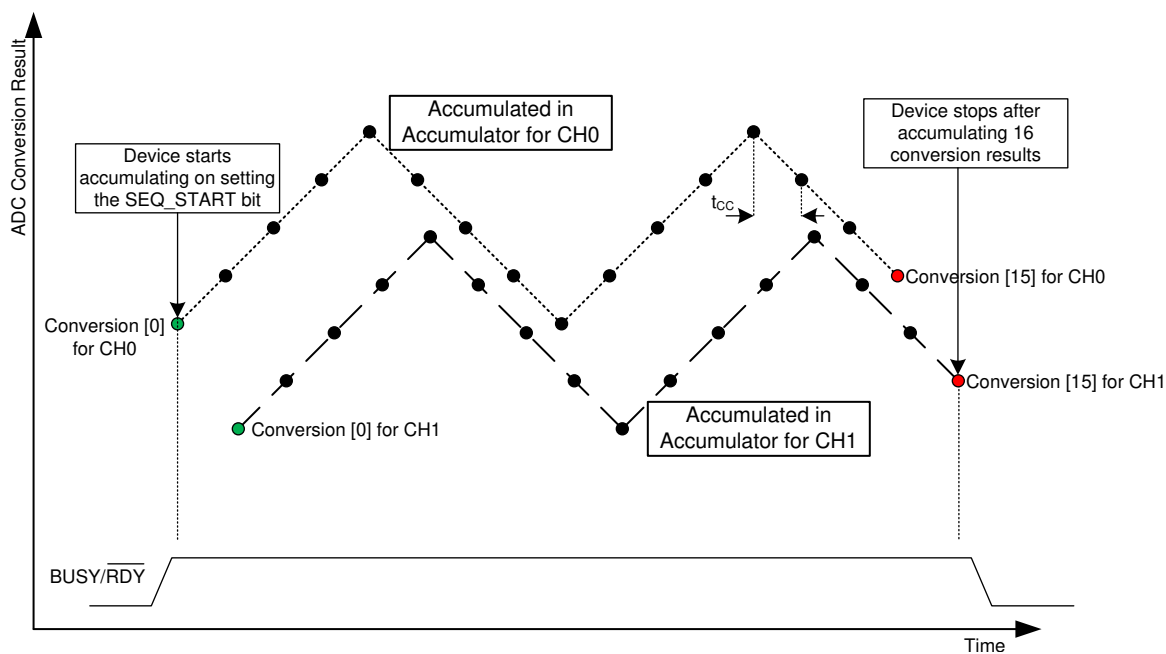 ADC Conversion Result
Accumulated in
Accumulator for CH0
Device starts
accumulating on setting
the SEQ_START bit
Device stops after
accumulating 16
conversion results
tCC
Conversion [15] for CH0
Conversion [0]
for CH0
Conversion [15] for CH1
Conversion [0] for CH1
Accumulated in
Accumulator for CH1
BUSY/RDY
Time